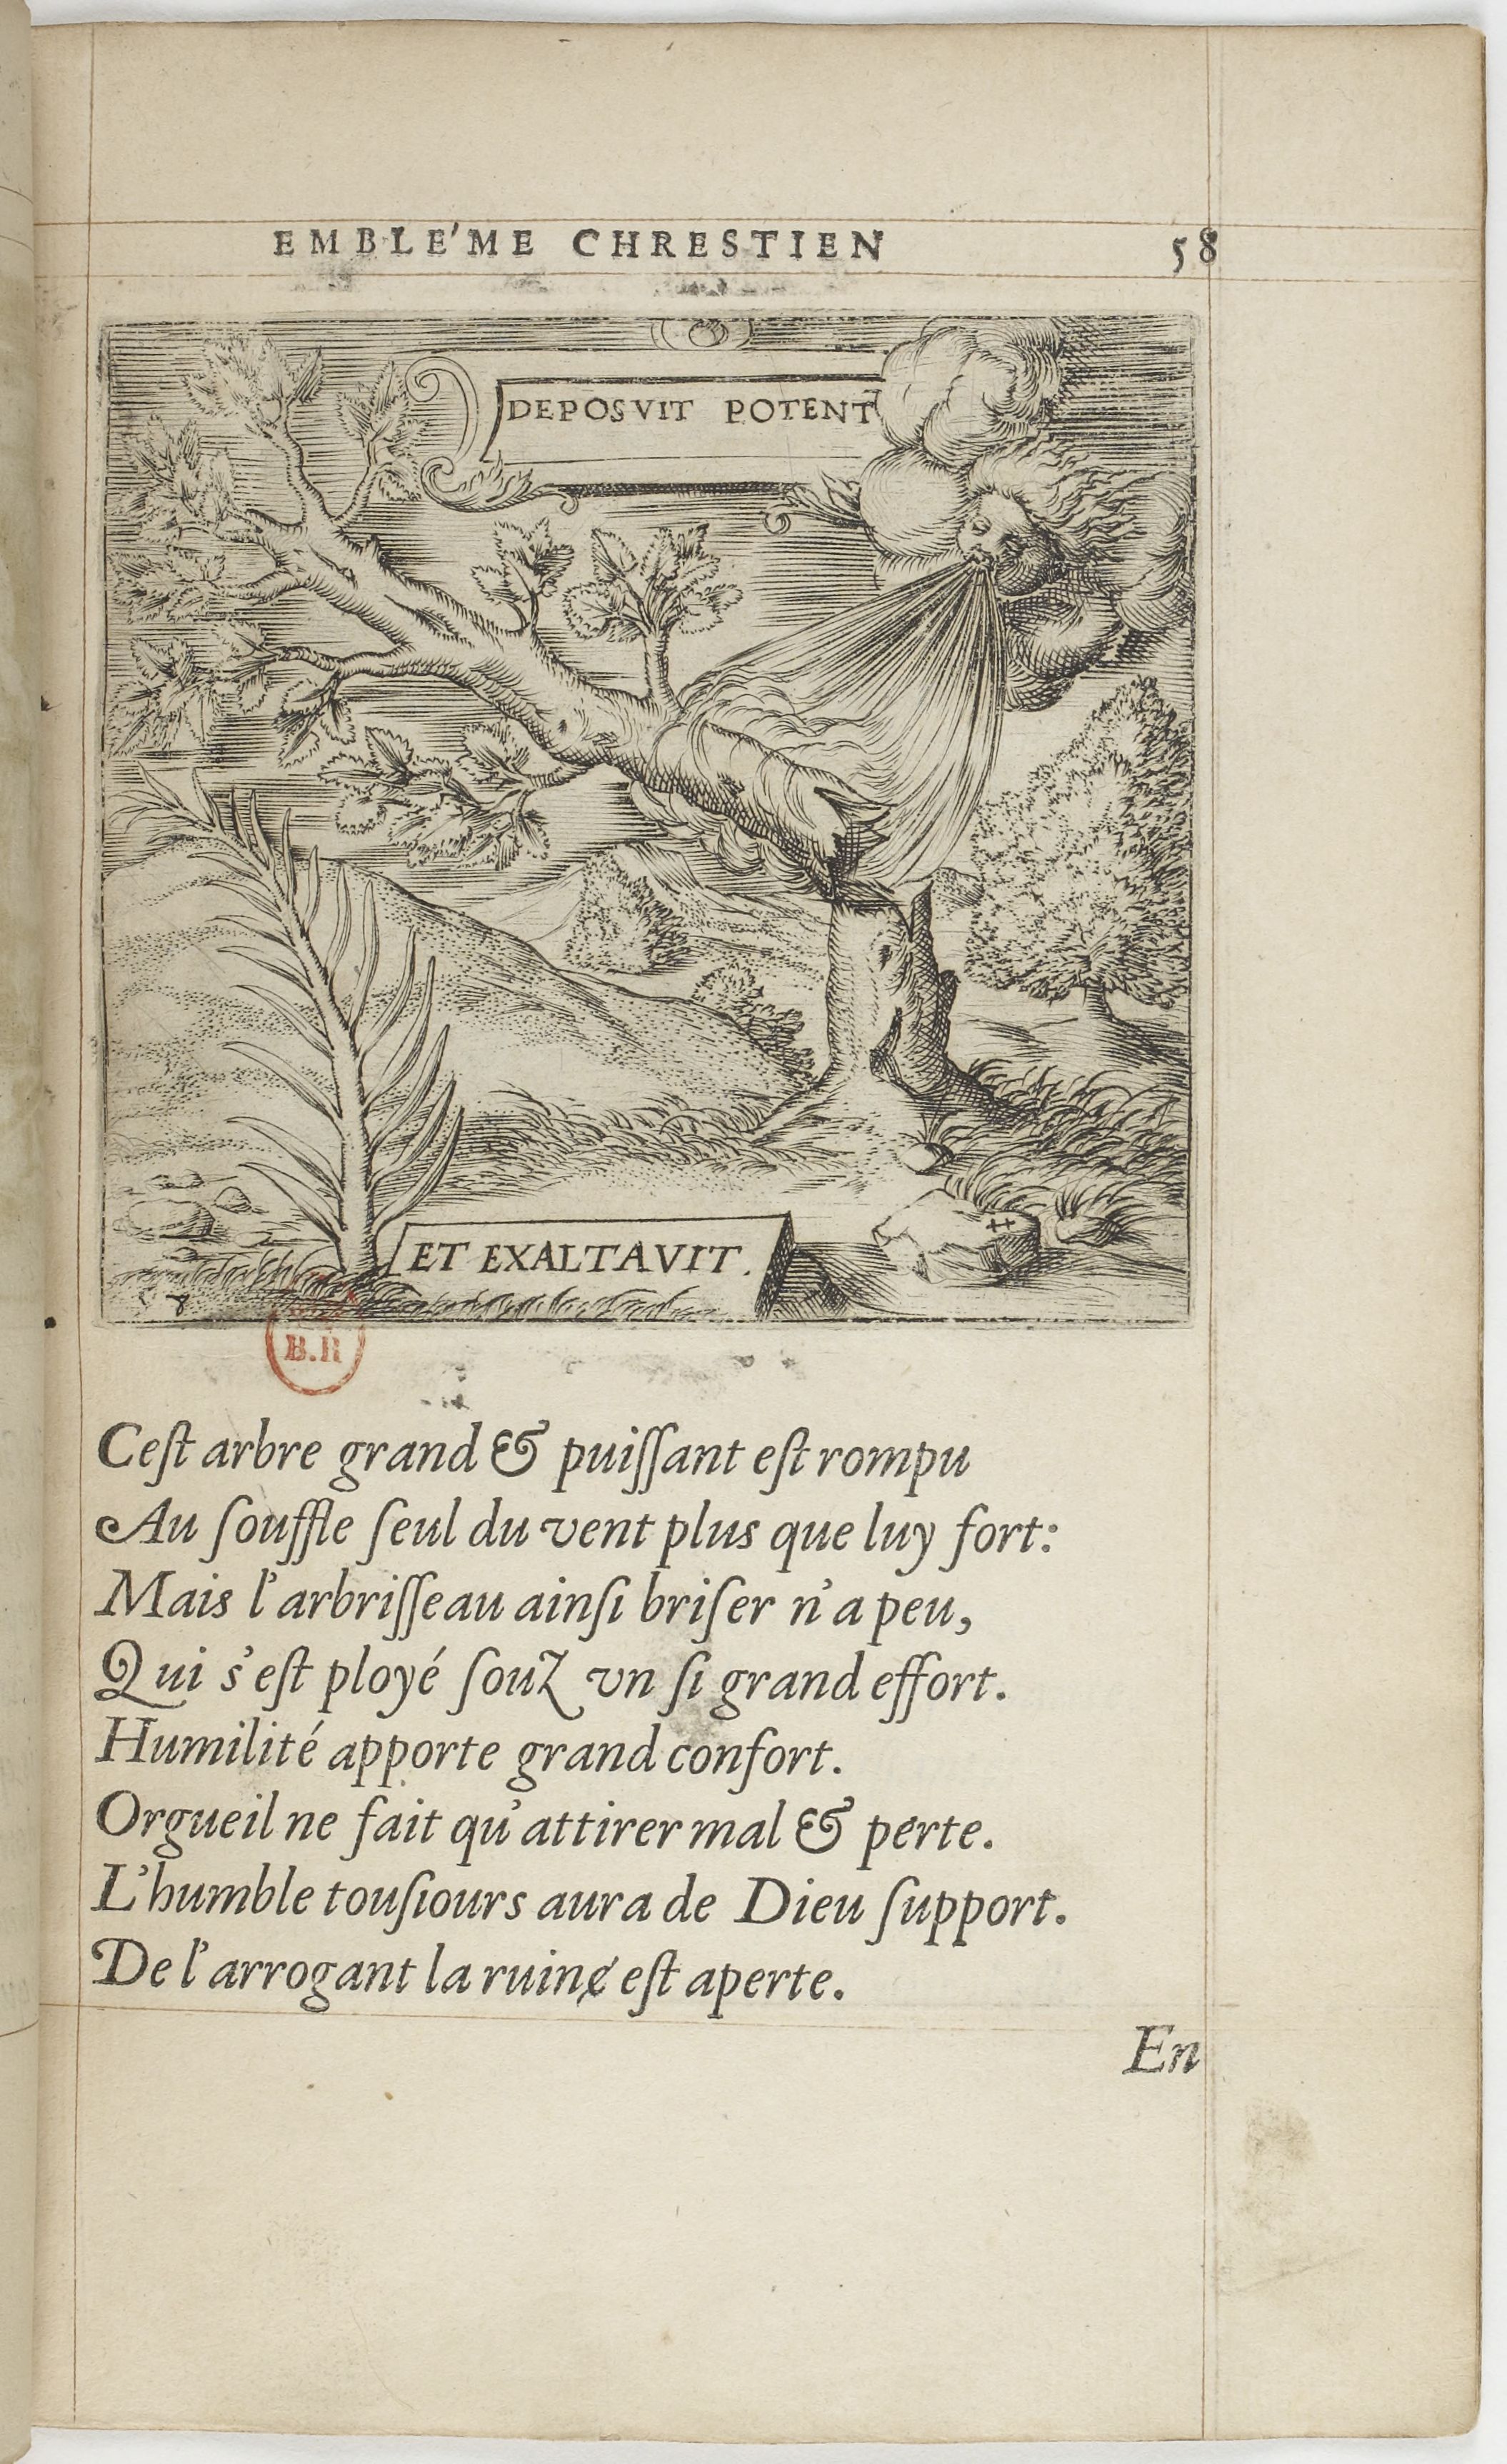 EMBLE'ME CHRESTIEN 58
DEPOSVIT POTENT
ET EXALTAVIT.
8
B.R
Ceſt arbre grand & puiſſant eſt rompu
Au ſouffle ſeul du vent plus que luy fort:
Mais l'arbriſſeau ainſi briſer n'a peu,
Qui s'eſt ployé ſouz vn ſi grand effort.
Humilité apporte grand confort.
Orgueil ne fait qu'attirer mal & perte.
L'humble touſiours aura de Dieu ſupport.
De l'arrogant la ruinɇ eſt aperte.
En